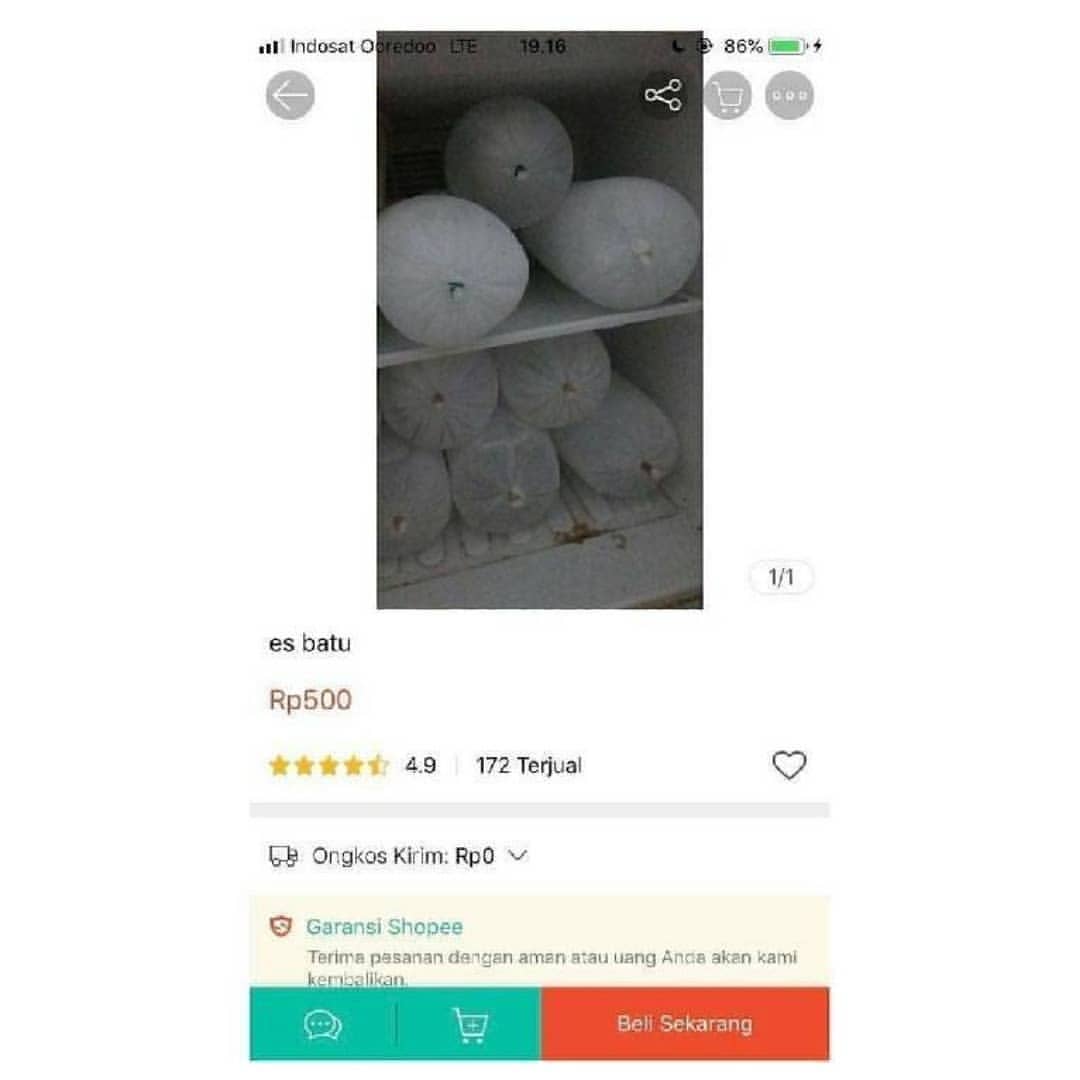 Indosat Ooredoo LTE 19.16 86%
1/1
es batu
Rp500
4.9 172 Terjual
Ongkos Kirim: Rp0
Garansi Shopee
Terima pesanan dengan aman atau uang Anda akan kami
kembalikan.
Beli Sekarang